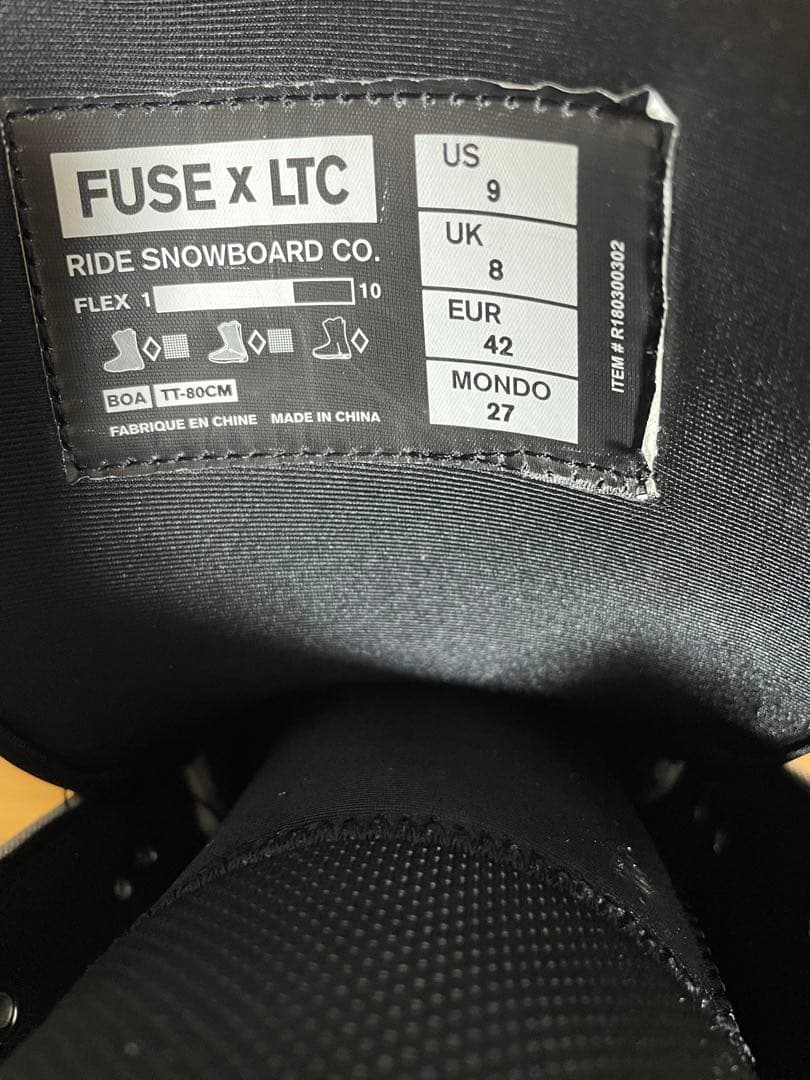 FUSE X LTC
RIDE SNOWBOARD CO.
FLEX 1 10
BOA TT-80CM
FABRIQUE EN CHINE MADE IN CHINA
US
9
UK
8
EUR
42
MONDO
27
ITEM # R180300302